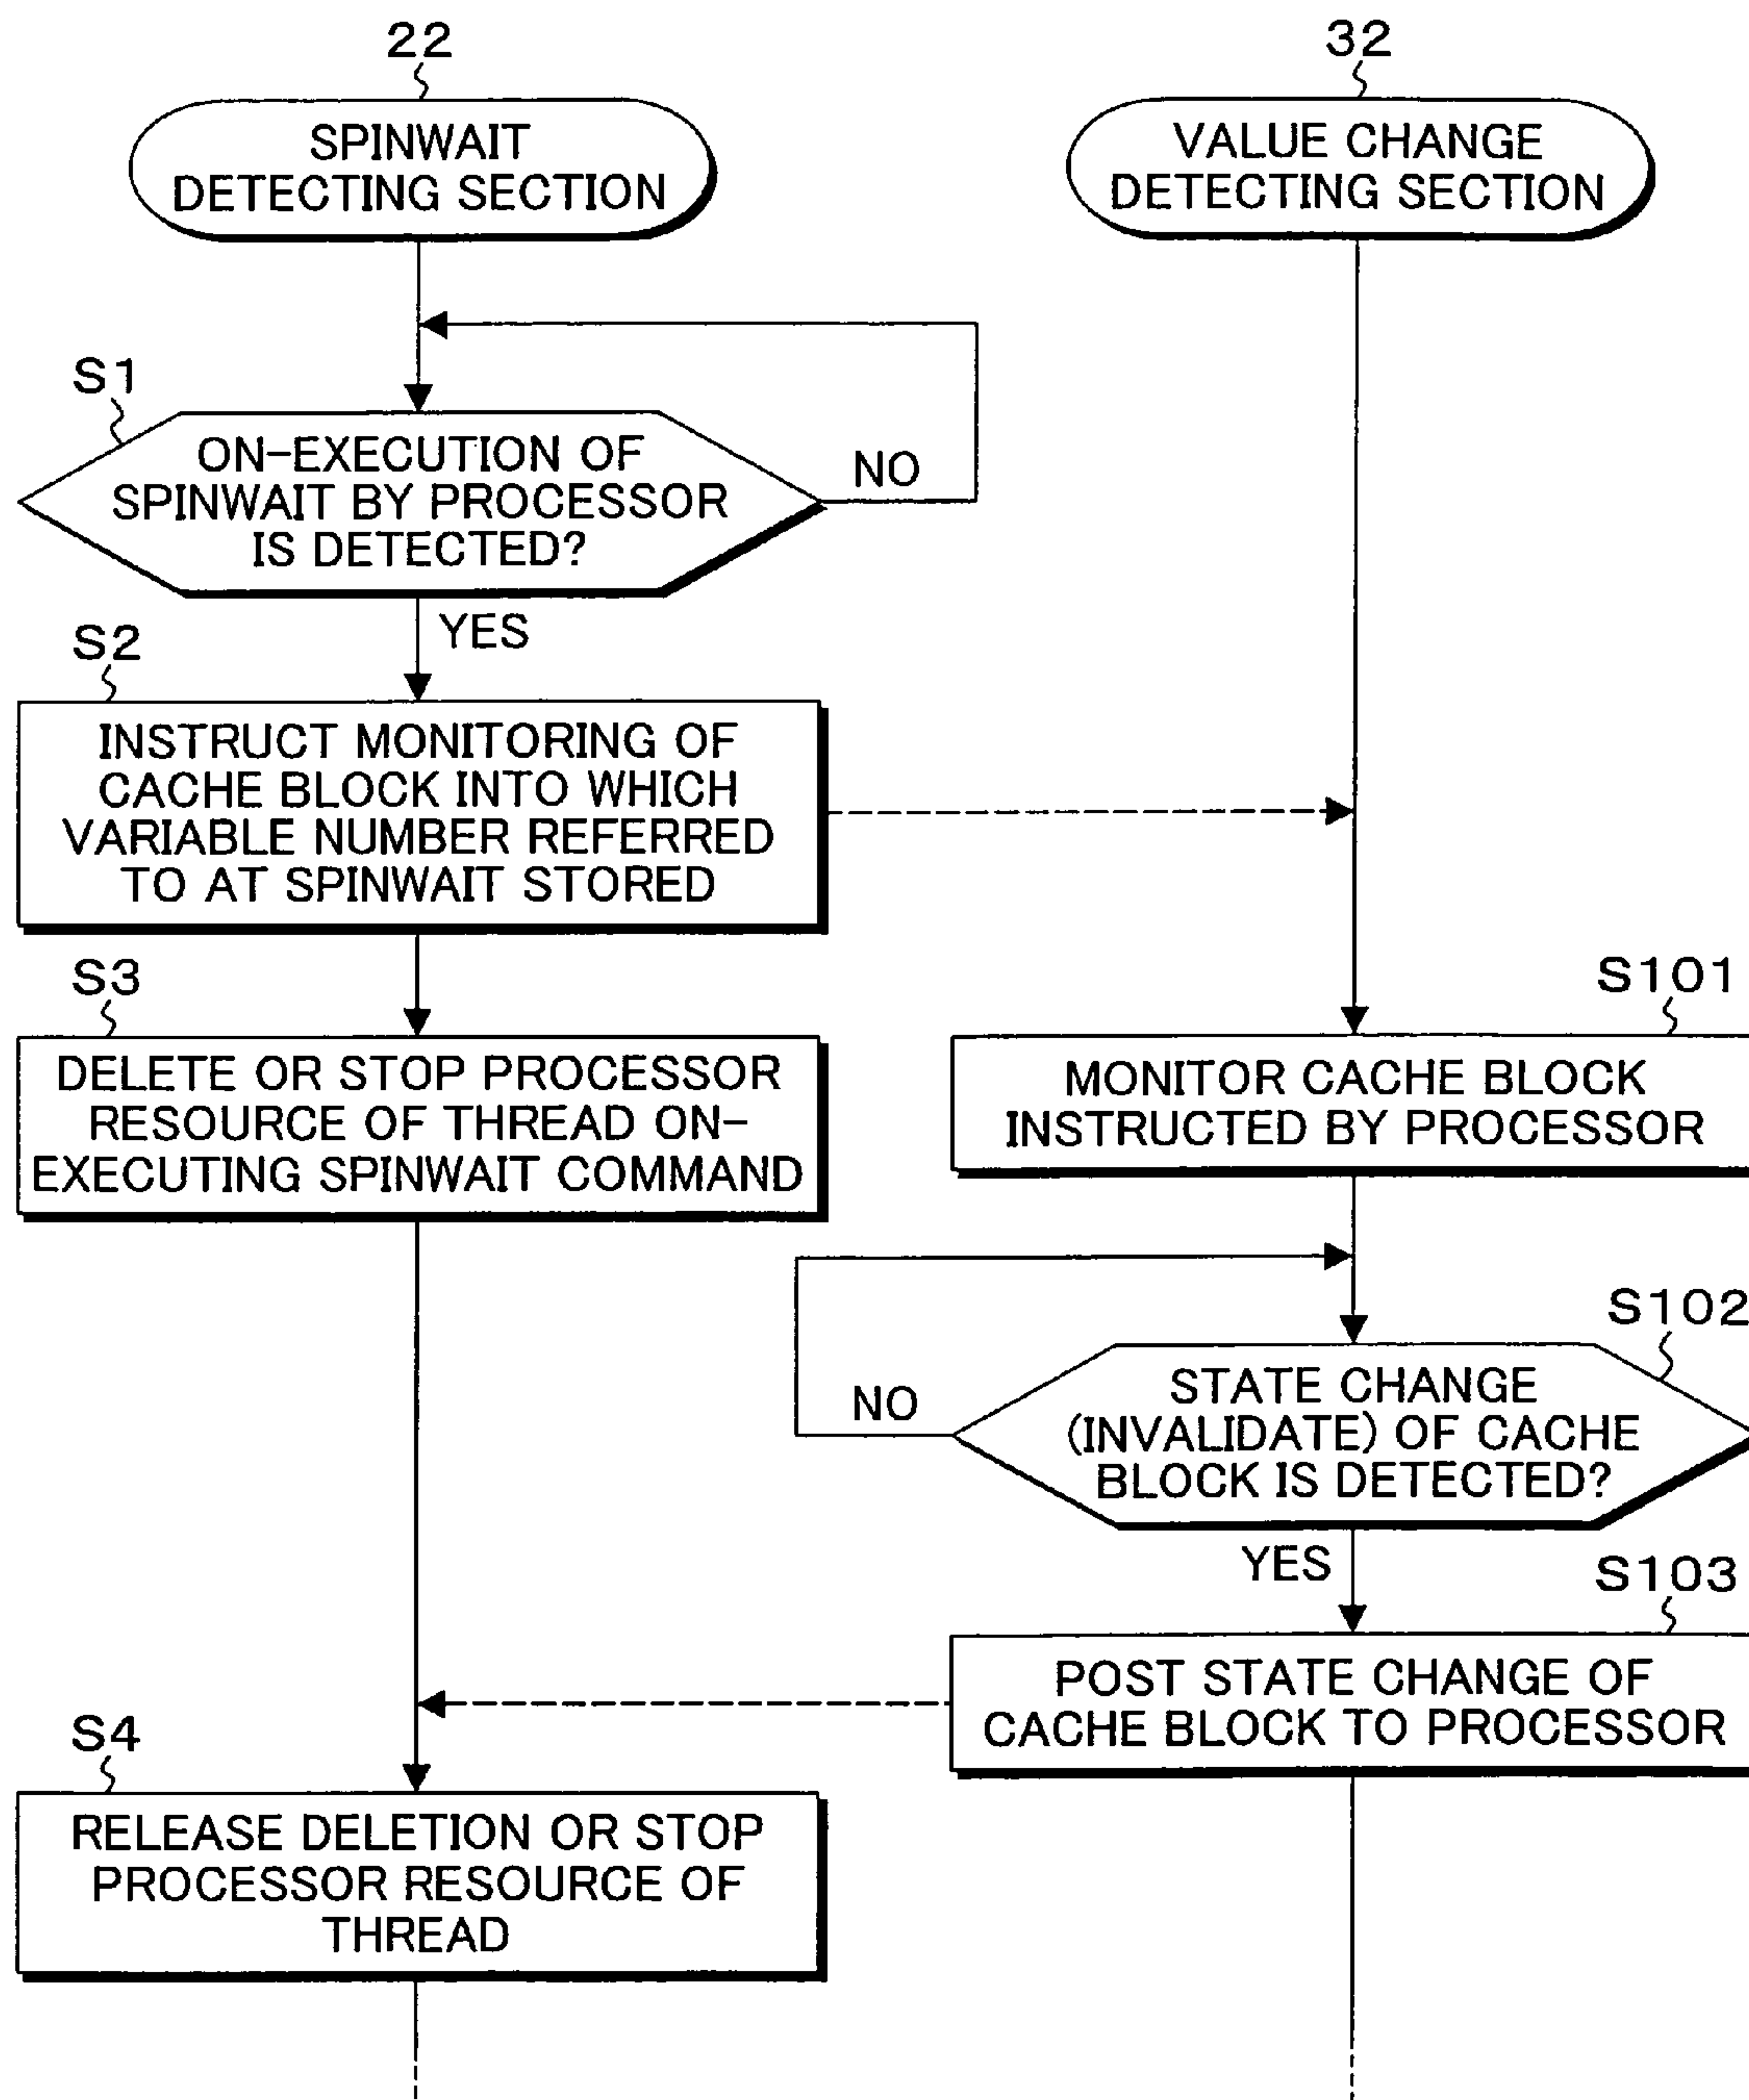 22
SPINWAIT
DETECTING SECTION
S1
ON-EXECUTION OF
SPINWAIT BY PROCESSOR
IS DETECTED?
NO
YES
S2
INSTRUCT MONITORING OF
CACHE BLOCK INTO WHICH
VARIABLE NUMBER REFERRED
TO AT SPINWAIT STORED
S3
DELETE OR STOP PROCESSOR
RESOURCE OF THREAD ON-
EXECUTING SPINWAIT COMMAND
S4
RELEASE DELETION OR STOP
PROCESSOR RESOURCE OF
THREAD
32
VALUE CHANGE
DETECTING SECTION
S101
MONITOR CACHE BLOCK
INSTRUCTED BY PROCESSOR
S102
STATE CHANGE
(INVALIDATE) OF CACHE
BLOCK IS DETECTED?
NO
YES
S103
POST STATE CHANGE OF
CACHE BLOCK TO PROCESSOR